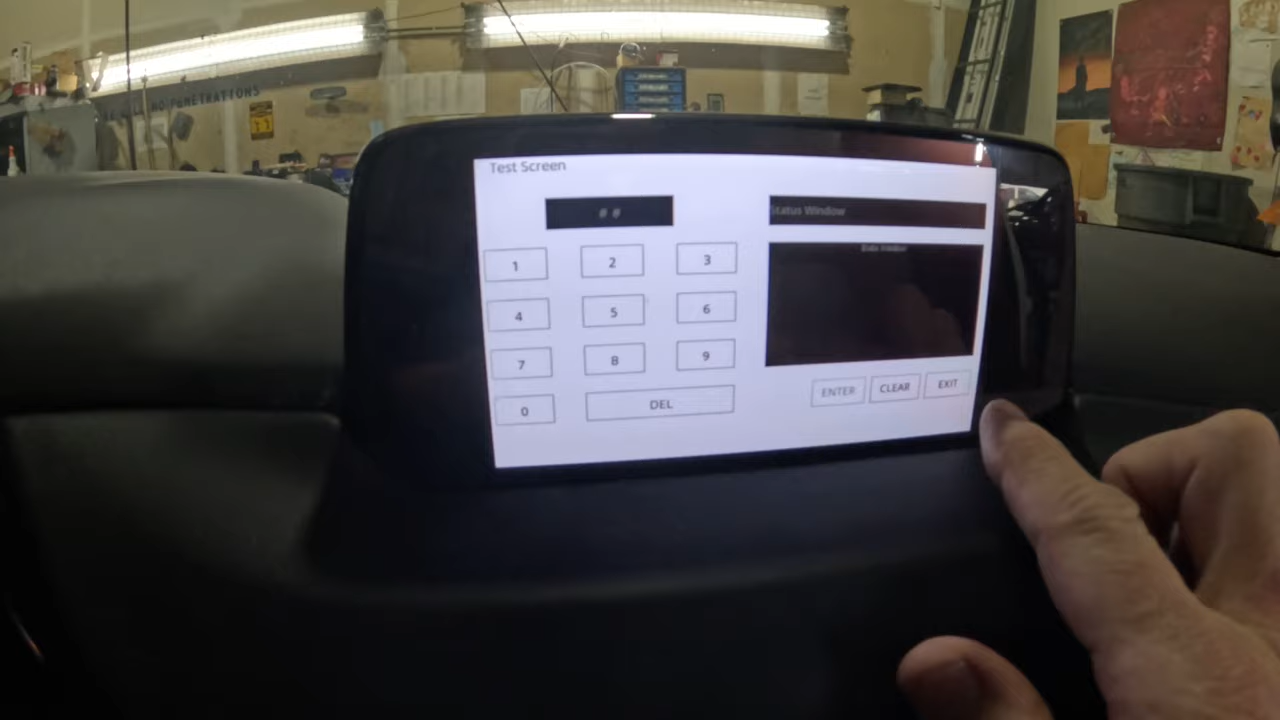 Test Screen
##
Status Window
1 2 3
4 5 6
7 8 9
0 DEL
ENTER CLEAR EXIT